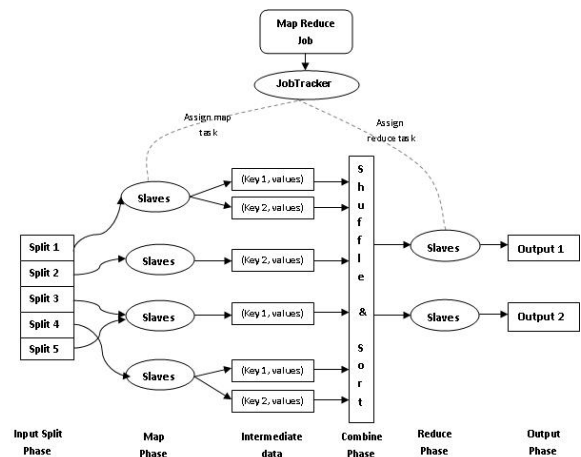 Map Reduce
Job
JobTracker
Assign map
task
Assign
reduce task
Slaves
(Key 1, values)
(Key 2, values)
Split 1
Split 2
Split 3
Split 4
Split 5
Slaves
(Key 2, values)
Slaves
(Key 1, values)
Slaves
(Key 1, values)
(Key 2, values)
Shuffle & Sort
Slaves
Output 1
Slaves
Output 2
Input Split
Phase
Map
Phase
Intermediate
data
Combine
Phase
Reduce
Phase
Output
Phase